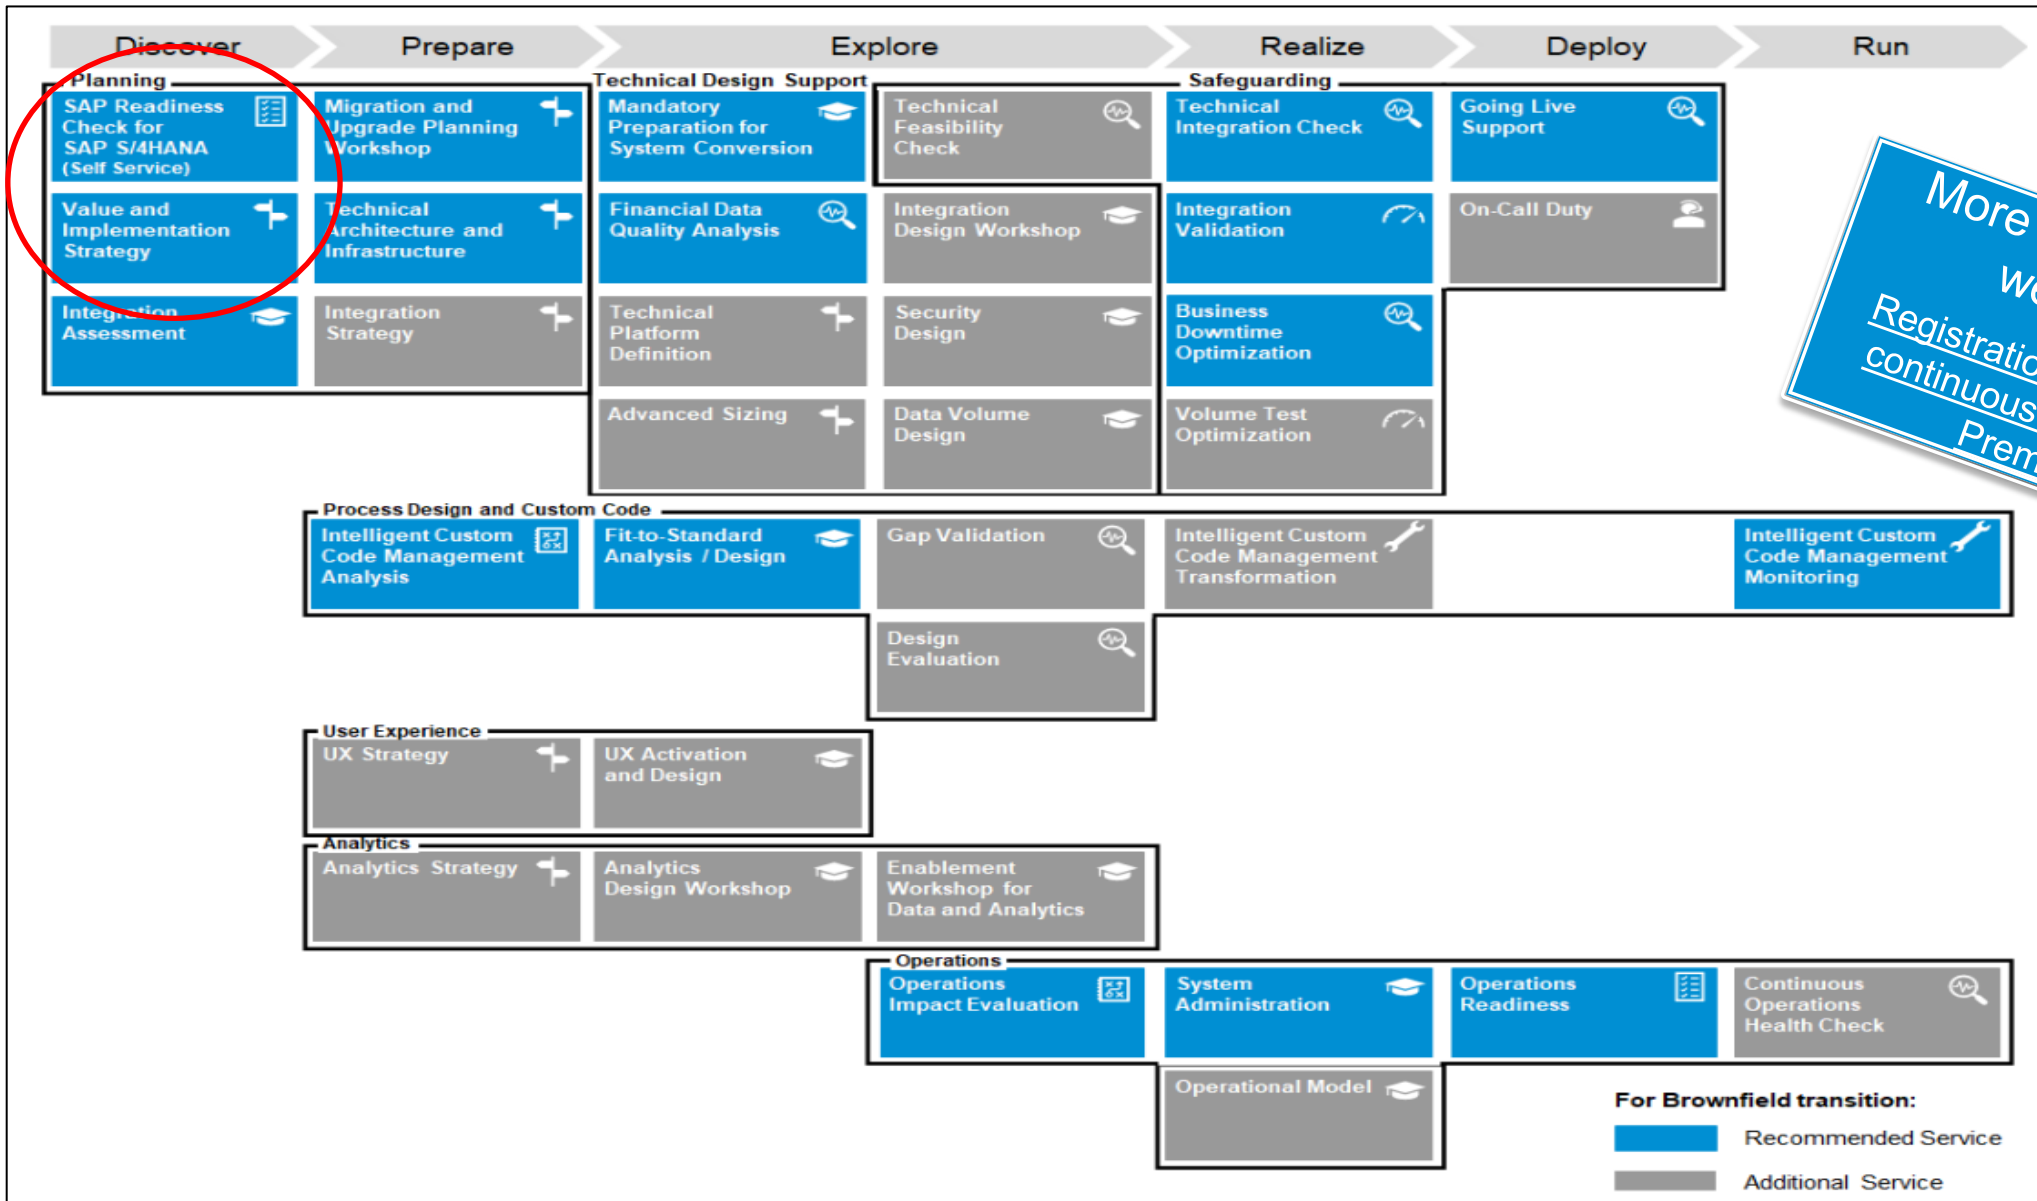 Discover
Prepare
Explore
Realize
Deploy
Run
Planning
SAP Readiness
Check for
SAP S/4HANA
(Self Service)
Migration and
Upgrade Planning
Workshop
Value and
Implementation
Strategy
Technical
Architecture and
Infrastructure
Integration
Assessment
Integration
Strategy
Technical Design Support
Mandatory
Preparation for
System Conversion
Technical
Feasibility
Check
Financial Data
Quality Analysis
Integration
Design Workshop
Technical
Platform
Definition
Security
Design
Advanced Sizing
Data Volume
Design
Safeguarding
Technical
Integration Check
Going Live
Support
Integration
Validation
On-Call Duty
Business
Downtime
Optimization
Volume Test
Optimization
More
Process Design and Custom Code
Intelligent Custom
Code Management
Analysis
Fit-to-Standard
Analysis / Design
Gap Validation
Intelligent Custom
Code Management
Transformation
Intelligent Custom
Code Management
Monitoring
Design
Evaluation
User Experience
UX Strategy
UX Activation
and Design
Analytics
Analytics Strategy
Analytics
Design Workshop
Enablement
Workshop for
Data and Analytics
Operations
Operations
Impact Evaluation
System
Administration
Operations
Readiness
Continuous
Operations
Health Check
Operational Model
For Brownfield transition:
Recommended Service
Additional Service